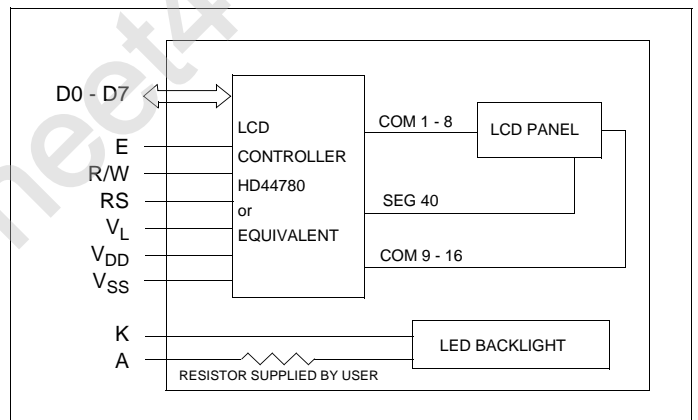 D0 - D7
E
R/W
RS
VL
VDD
VSS
K
A
LCD
CONTROLLER
HD44780
or
EQUIVALENT
COM 1 - 8
LCD PANEL
SEG 40
COM 9 - 16
LED BACKLIGHT
RESISTOR SUPPLIED BY USER